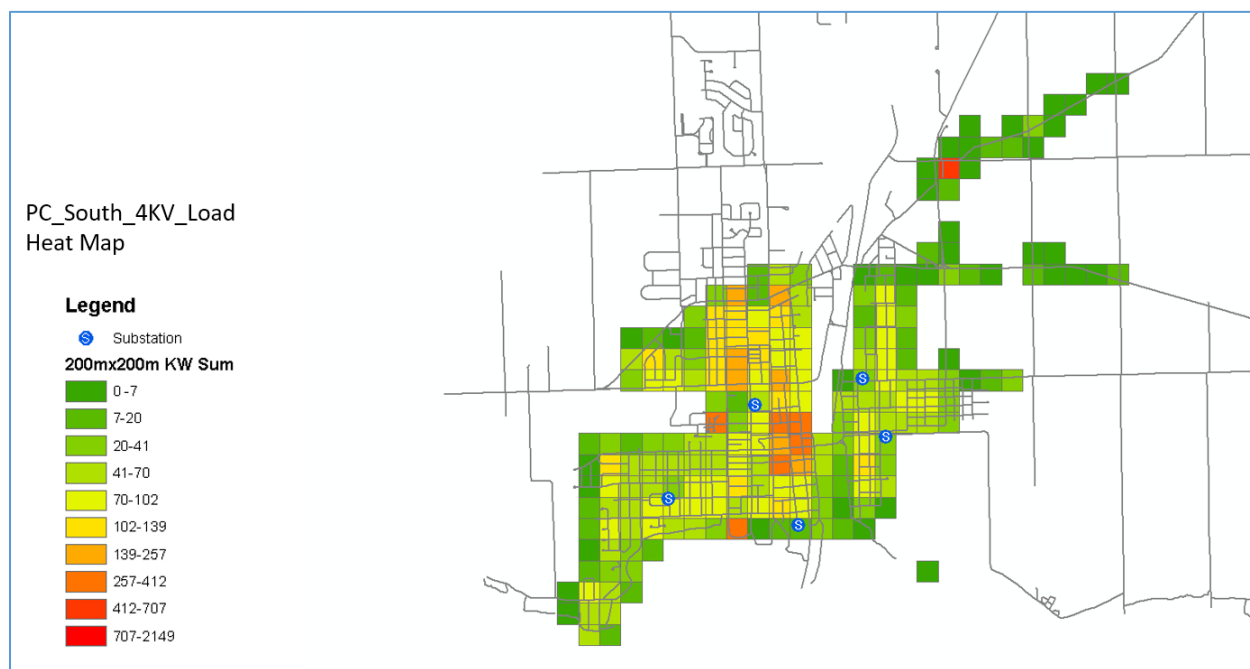 PC_South_4KV_Load
Heat Map
Legend
S Substation
200mx200m KW Sum
0-7
7-20
20-41
41-70
70-102
102-139
139-257
257-412
412-707
707-2149
S
S
S
S
S